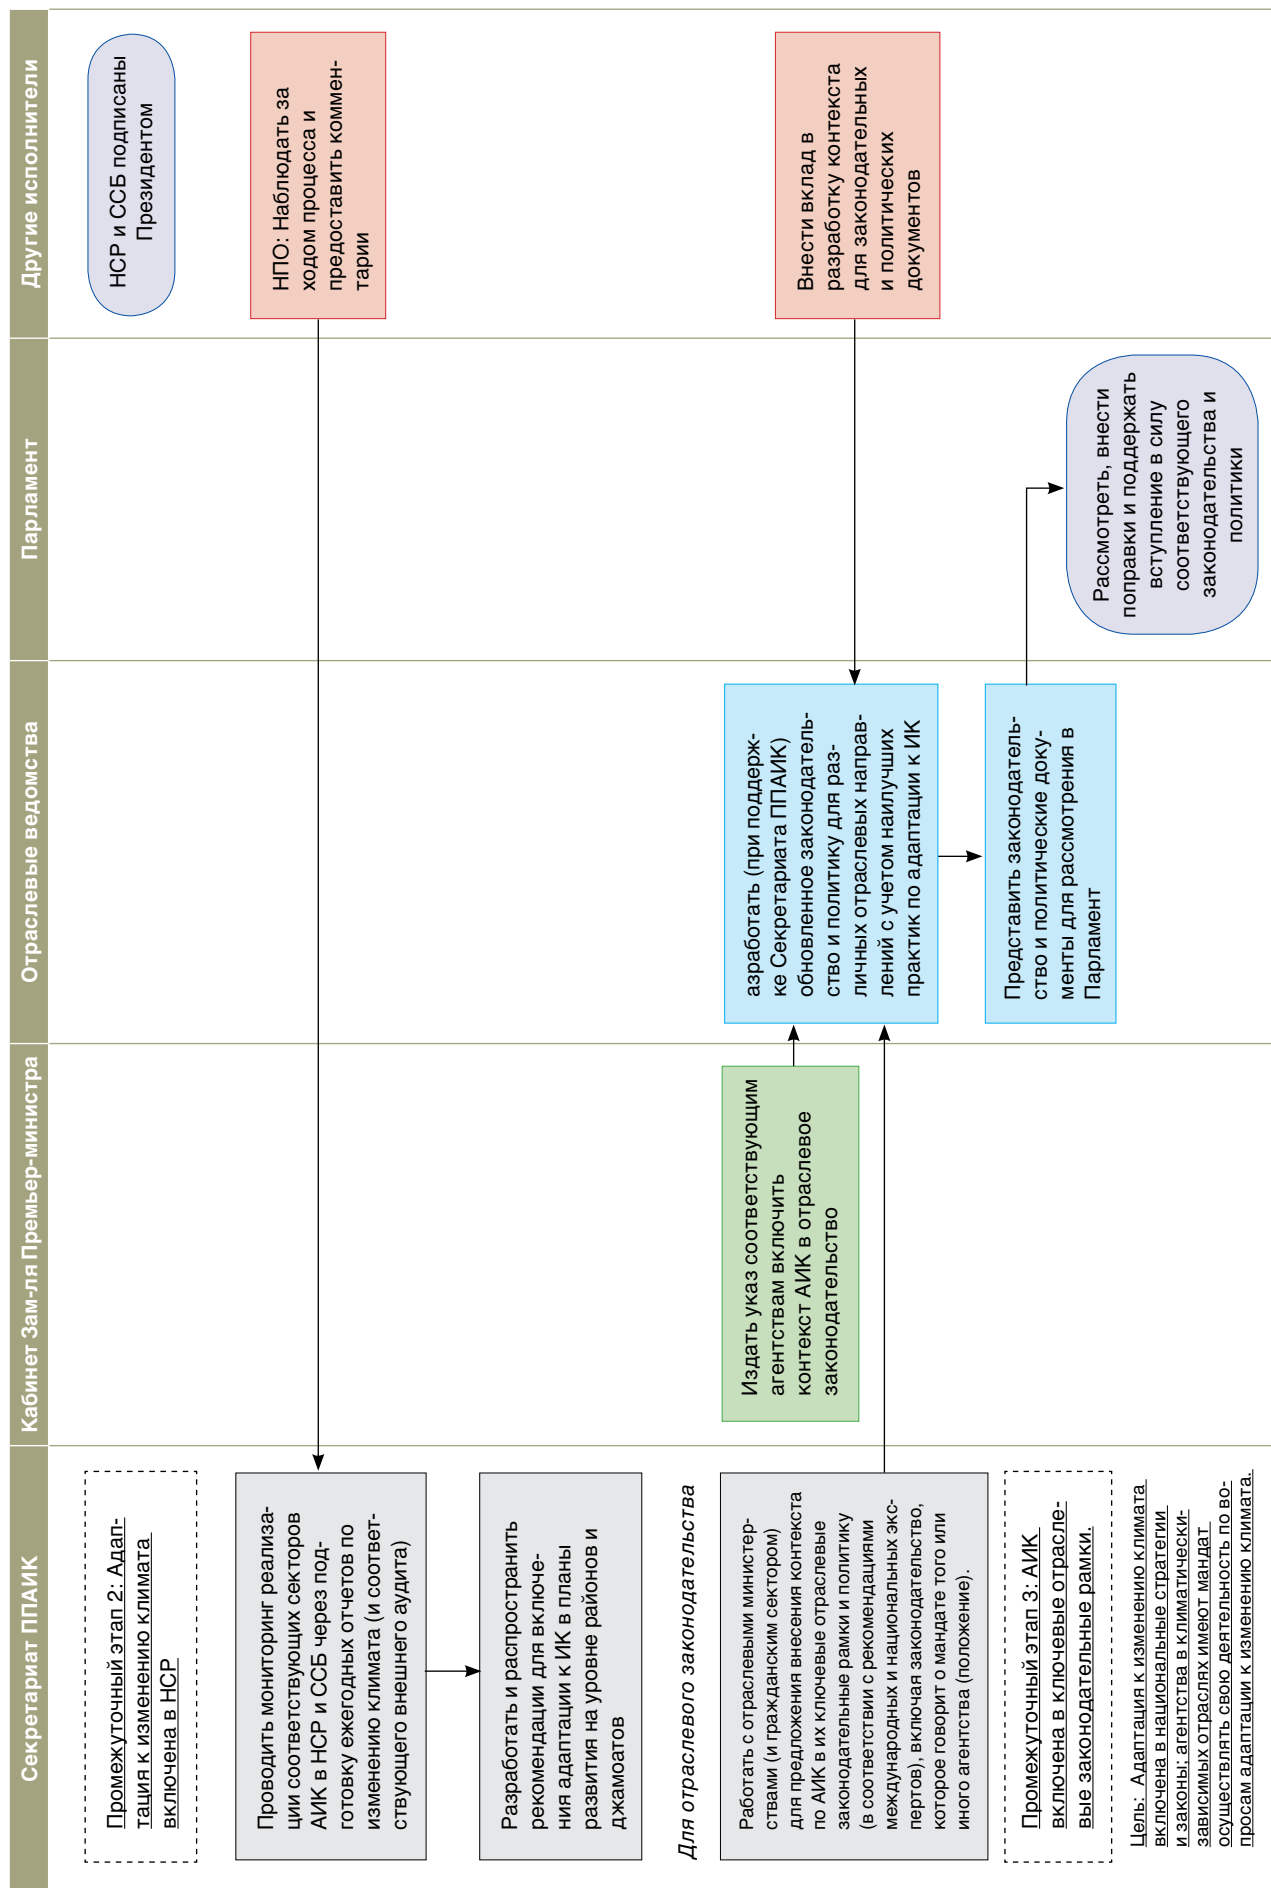 Секретариат ППАИК
Кабинет Зам-ля Премьер-министра
Отраслевые ведомства
Парламент
Другие исполнители
Промежуточный этап 2: Адап-
тация к изменению климата
включена в НСР
НСР и ССБ подписаны
Президентом
Проводить мониторинг реализа-
ции соответствующих секторов
АИК в НСР и ССБ через под-
готовку ежегодных отчетов по
изменению климата (и соответ-
ствующего внешнего аудита)
НПО: Наблюдать за
ходом процесса и
предоставить коммен-
тарии
Разработать и распространить
рекомендации для включе-
ния адаптации к ИК в планы
развития на уровне районов и
джамоатов
Для отраслевого законодательства
Работать с отраслевыми министер-
ствами (и гражданским сектором)
для предложения внесения контекста
по АИК в их ключевые отраслевые
законодательные рамки и политику
(в соответствии с рекомендациями
международных и национальных экс-
пертов), включая законодательство,
которое говорит о мандате того или
иного агентства (положение).
Издать указ соответствующим
агентствам включить
контекст АИК в отраслевое
законодательство
азработать (при поддерж-
ке Секретариата ППАИК)
обновленное законодатель-
ство и политику для раз-
личных отраслевых направ-
лений с учетом наилучших
практик по адаптации к ИК
Внести вклад в
разработку контекста
для законодательных
и политических
документов
Представить законодатель-
ство и политические доку-
менты для рассмотрения в
Парламент
Рассмотреть, внести
поправки и поддержать
вступление в силу
соответствующего
законодательства и
политики
Промежуточный этап 3: АИК
включена в ключевые отрасле-
вые законодательные рамки.
Цель: Адаптация к изменению климата
включена в национальные стратегии
и законы; агентства в климатически-
зависимых отраслях имеют мандат
осуществлять свою деятельность по во-
просам адаптации к изменению климата.